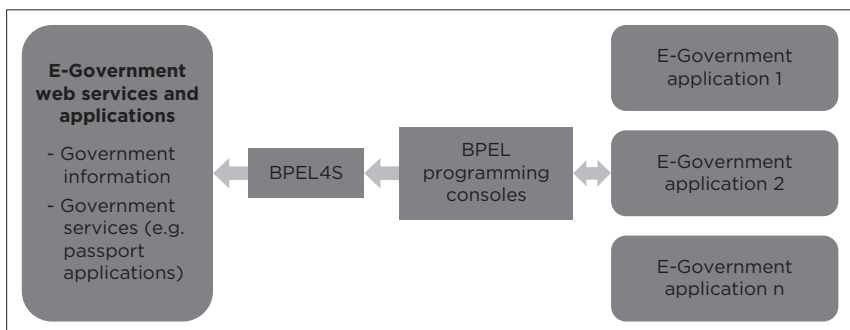 E-Government
web services and
applications
- Government
information
- Government
services (e.g.
passport
applications)
BPEL4S
BPEL
programming
consoles
E-Government
application 1
E-Government
application 2
E-Government
application n